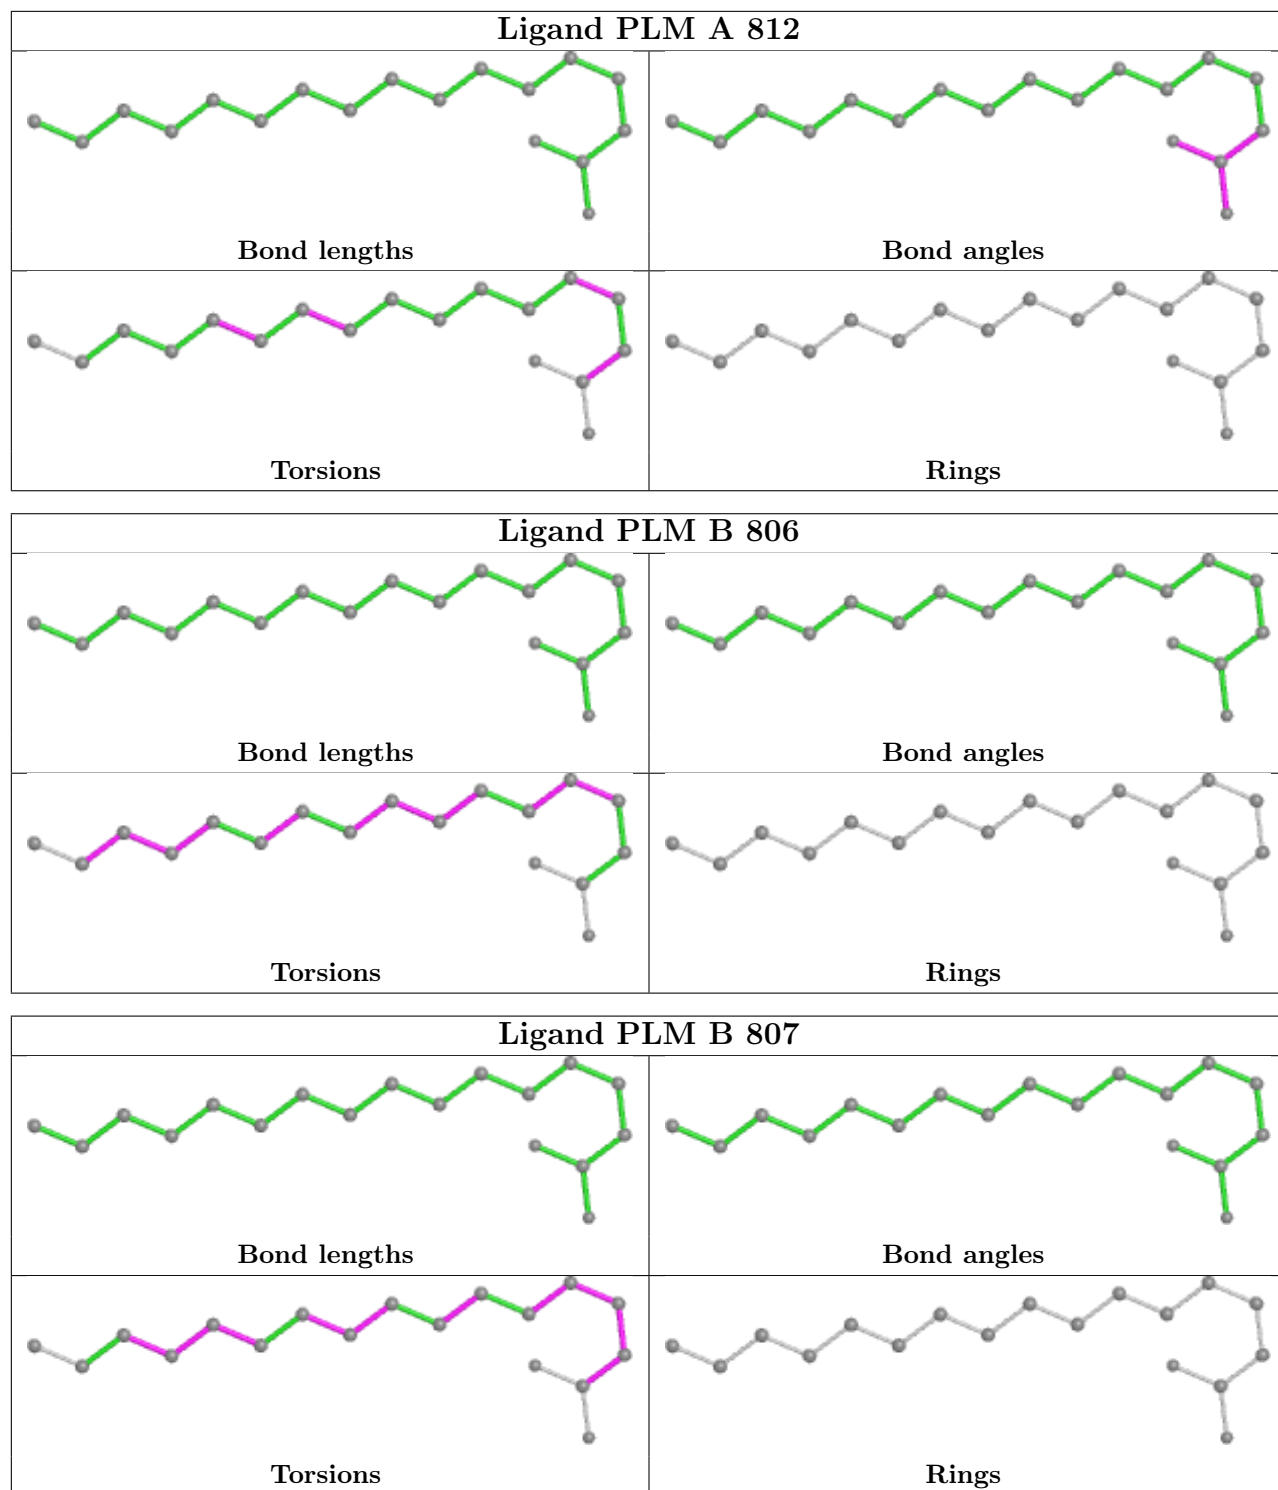 Ligand PLM A 812
Bond lengths
Bond angles
Torsions
Rings
Ligand PLM B 806
Bond lengths
Bond angles
Torsions
Rings
Ligand PLM B 807
Bond lengths
Bond angles
Torsions
Rings